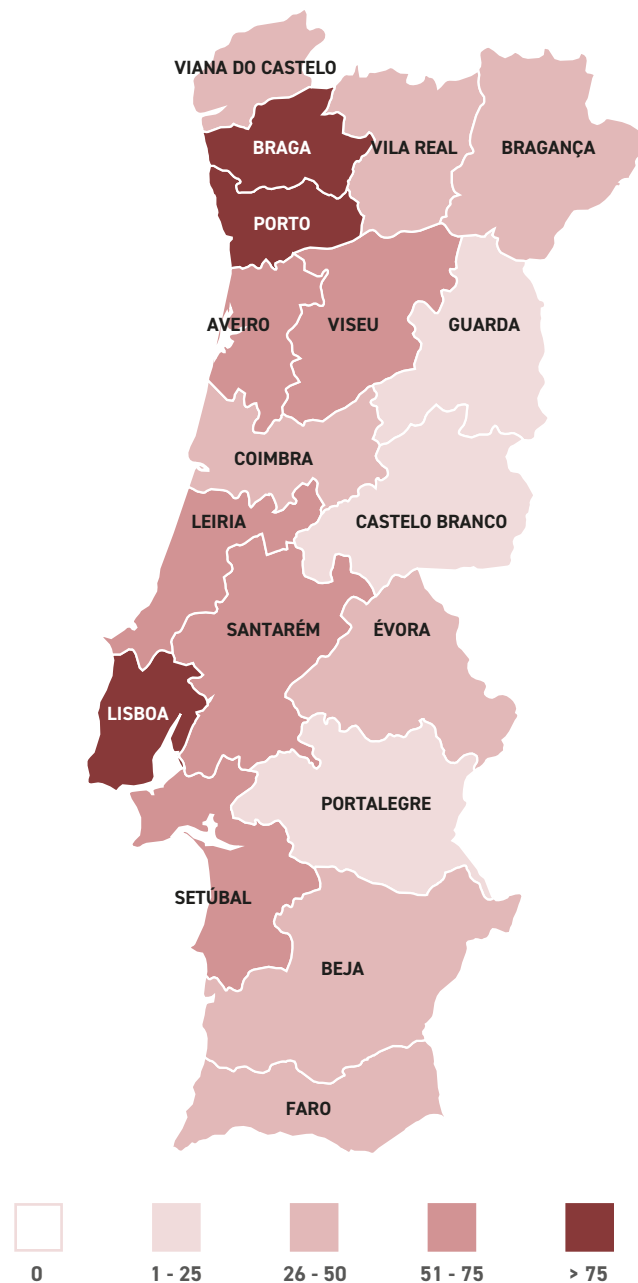 VIANA DO CASTELO
BRAGA
VILA REAL
BRAGANÇA
PORTO
AVEIRO
VISEU
GUARDA
COIMBRA
LEIRIA
CASTELO BRANCO
SANTARÉM
ÉVORA
LISBOA
PORTALEGRE
SETÚBAL
BEJA
FARO
0
1 - 25
26 - 50
51 - 75
> 75